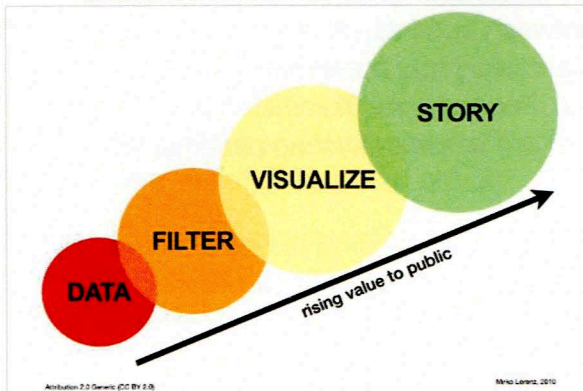 STORY
VISUALIZE
FILTER
DATA
rising value to public
Attribution 2.0 Generic (CC BY 2.0)
Mirko Lorenz, 2010